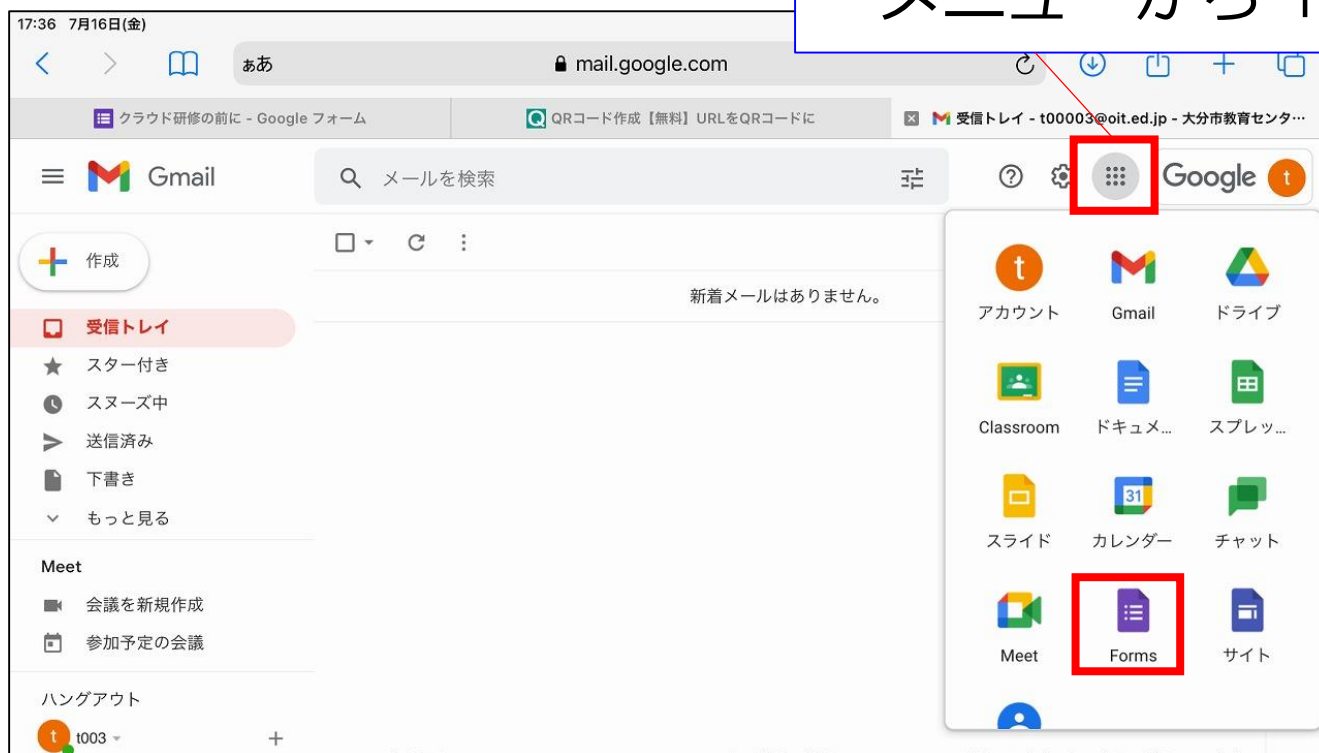 メニューから
17:36 7月16日(金)
ぁあ
mail.google.com
クラウド研修の前に - Google フォーム
QRコード作成【無料】URLをQRコードに
受信トレイ - t00003@oit.ed.jp - 大分市教育センタ…
Gmail
メールを検索
Google
t
作成
新着メールはありません。
受信トレイ
スター付き
スヌーズ中
送信済み
下書き
もっと見る
Meet
会議を新規作成
参加予定の会議
ハングアウト
t
t003
t
アカウント
Gmail
ドライブ
Classroom
ドキュメ...
スプレッ...
スライド
31
カレンダー
チャット
Meet
Forms
サイト